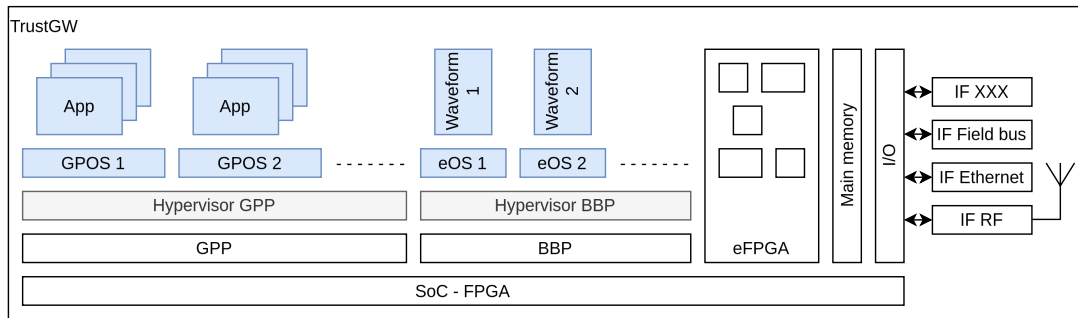 TrustGW
App
App
Waveform 1
Waveform 2
GPOS 1
GPOS 2
eOS 1
eOS 2
Hypervisor GPP
Hypervisor BBP
GPP
BBP
eFPGA
Main memory
I/O
IF XXX
IF Field bus
IF Ethernet
IF RF
SoC - FPGA